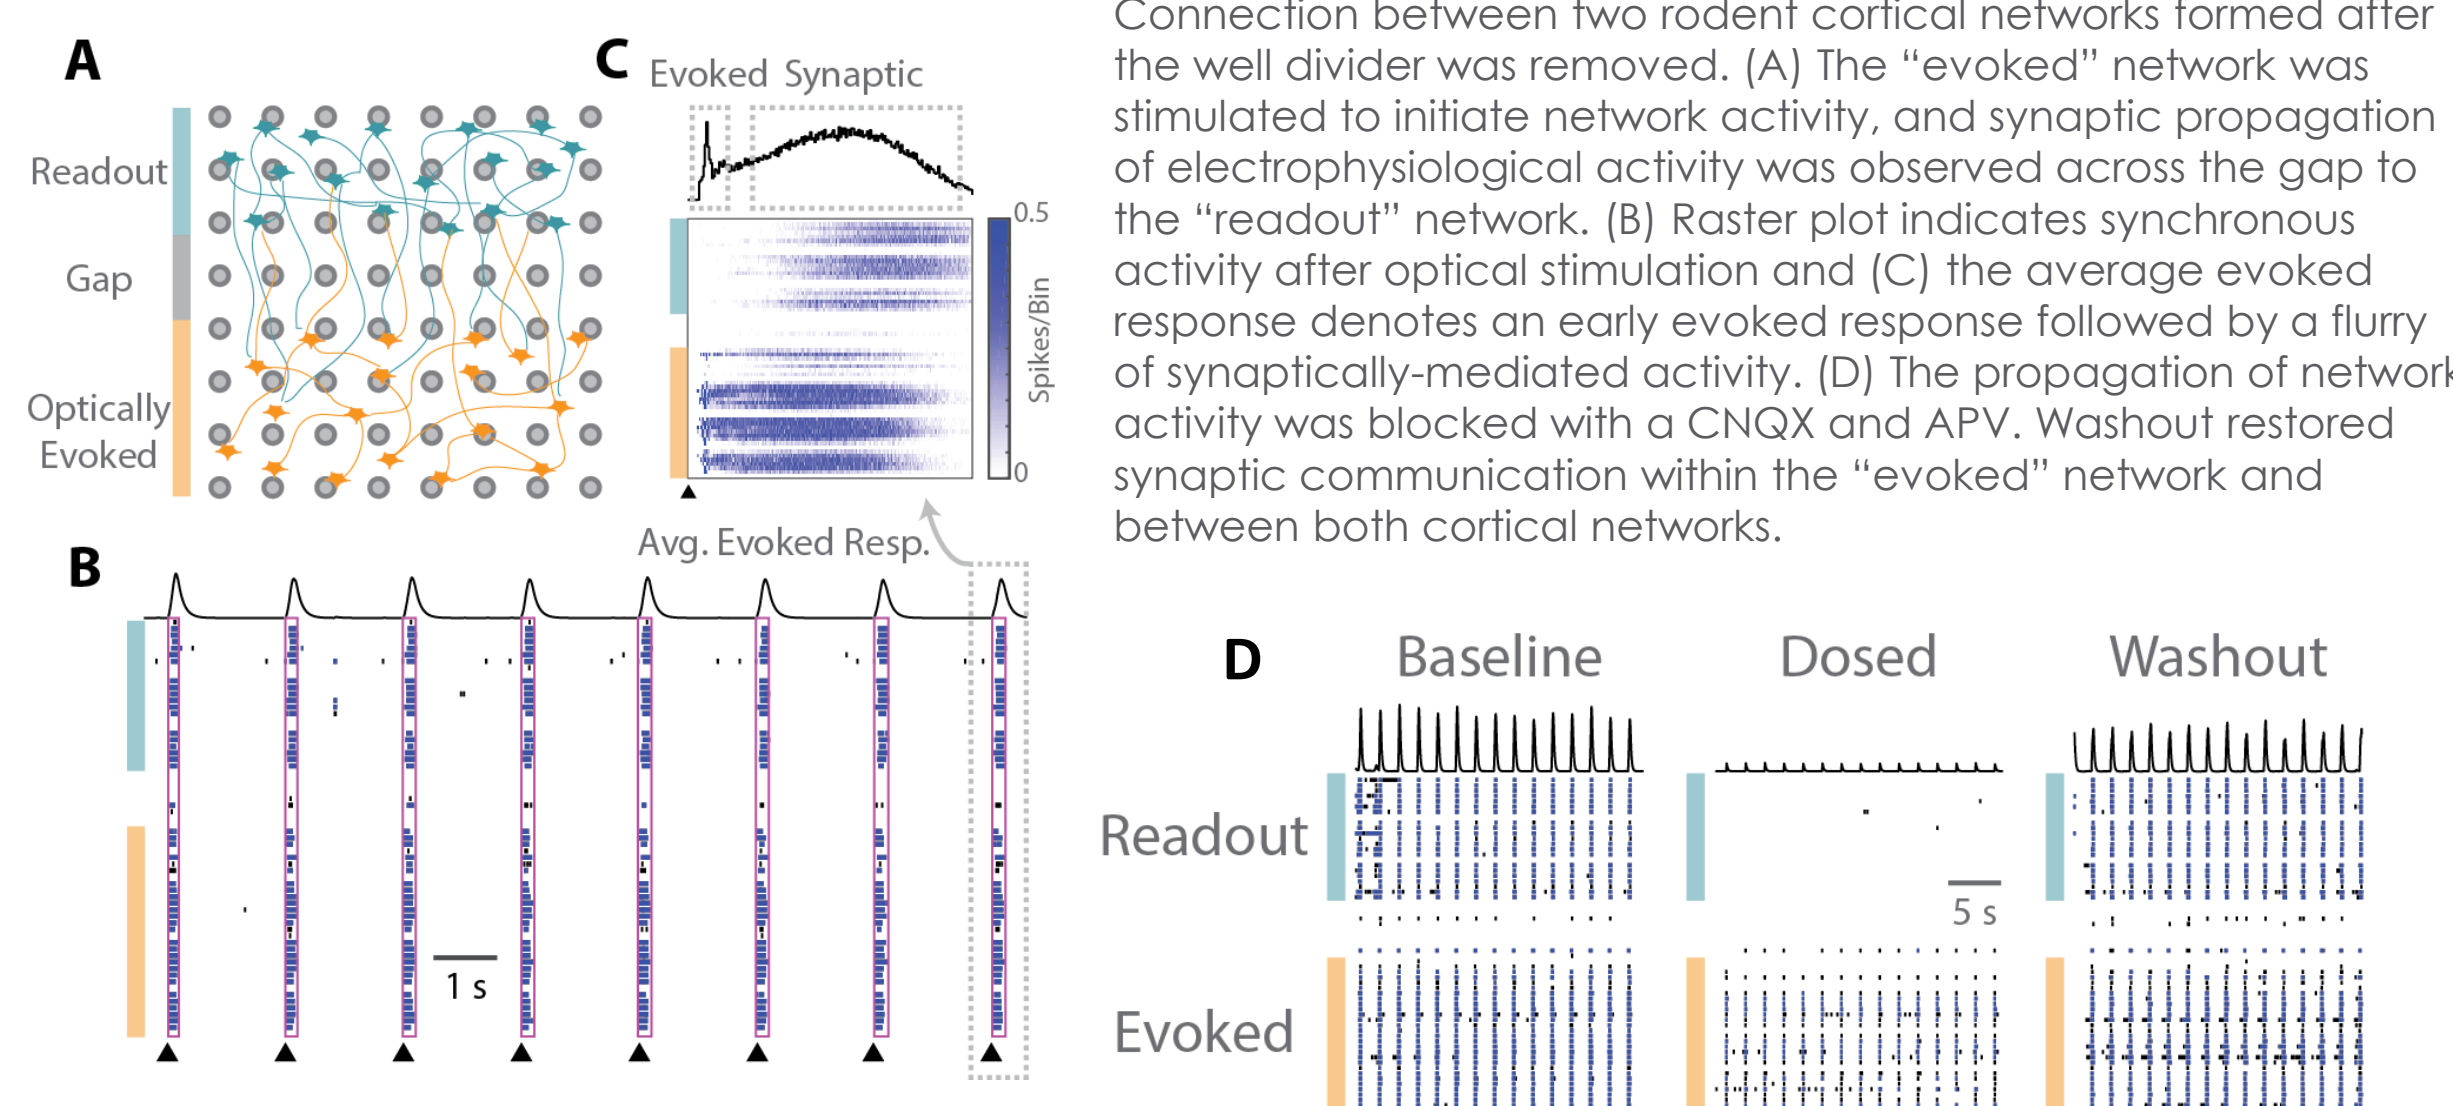 A
C
Evoked Synaptic
Readout
Gap
Optically
Evoked
0.5
Spikes/Bin
0
Connection between two rodent cortical networks formed after
the well divider was removed. (A) The “evoked” network was
stimulated to initiate network activity, and synaptic propagation
of electrophysiological activity was observed across the gap to
the “readout” network. (B) Raster plot indicates synchronous
activity after optical stimulation and (C) the average evoked
response denotes an early evoked response followed by a flurry
of synaptically-mediated activity. (D) The propagation of network
activity was blocked with a CNQX and APV. Washout restored
synaptic communication within the “evoked” network and
between both cortical networks.
B
Avg. Evoked Resp.
1 s
D
Baseline
Dosed
Washout
Readout
5 s
Evoked